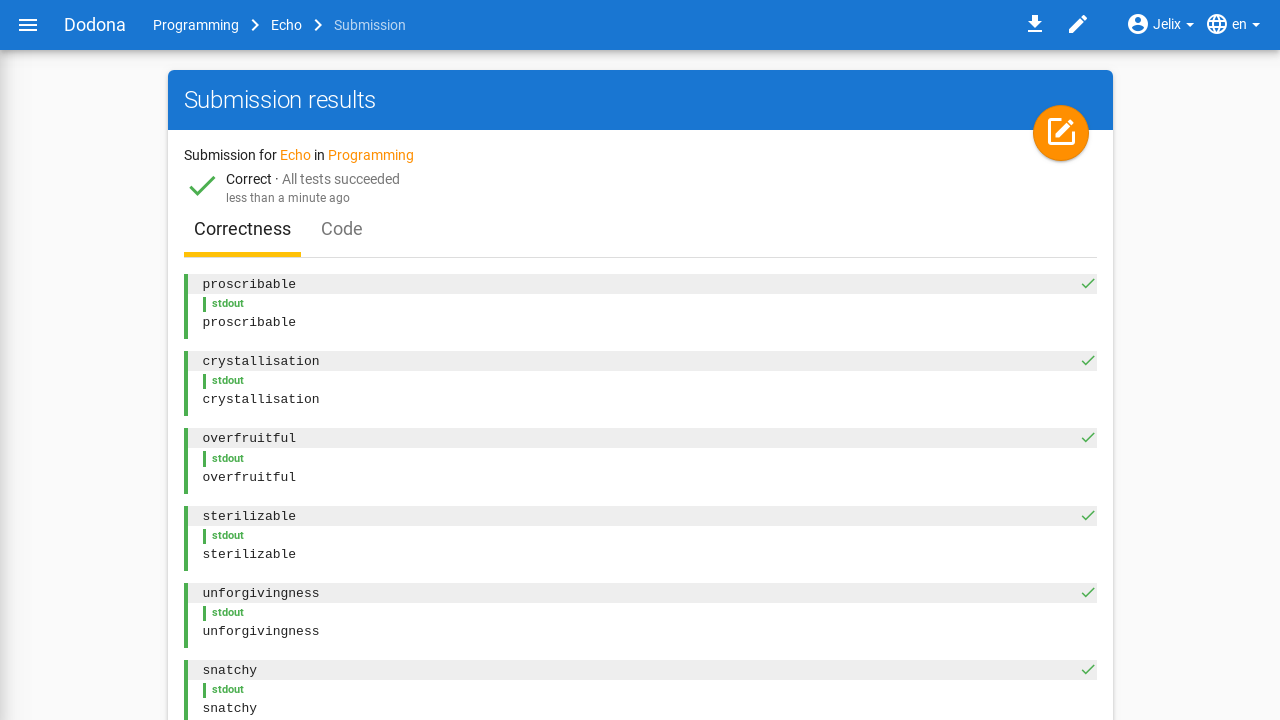 Dodona Programming Echo Submission Jelix en
Submission results
Submission for Echo in Programming
Correct · All tests succeeded
less than a minute ago
Correctness Code
proscribable
stdout
proscribable
crystallisation
stdout
crystallisation
overfruitful
stdout
overfruitful
sterilizable
stdout
sterilizable
unforgivingness
stdout
unforgivingness
snatchy
stdout
snatchy